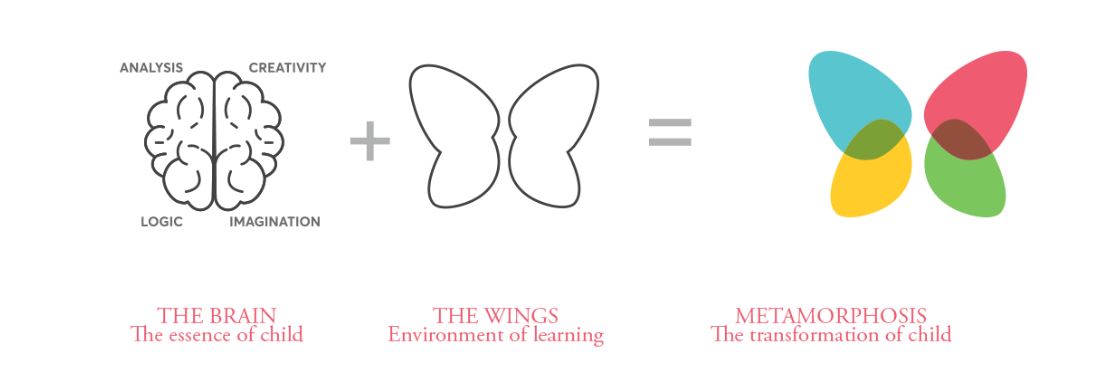 ANALYSIS
CREATIVITY
LOGIC
IMAGINATION
+
=
THE BRAIN
The essence of child
THE WINGS
Environment of learning
METAMORPHOSIS
The transformation of child